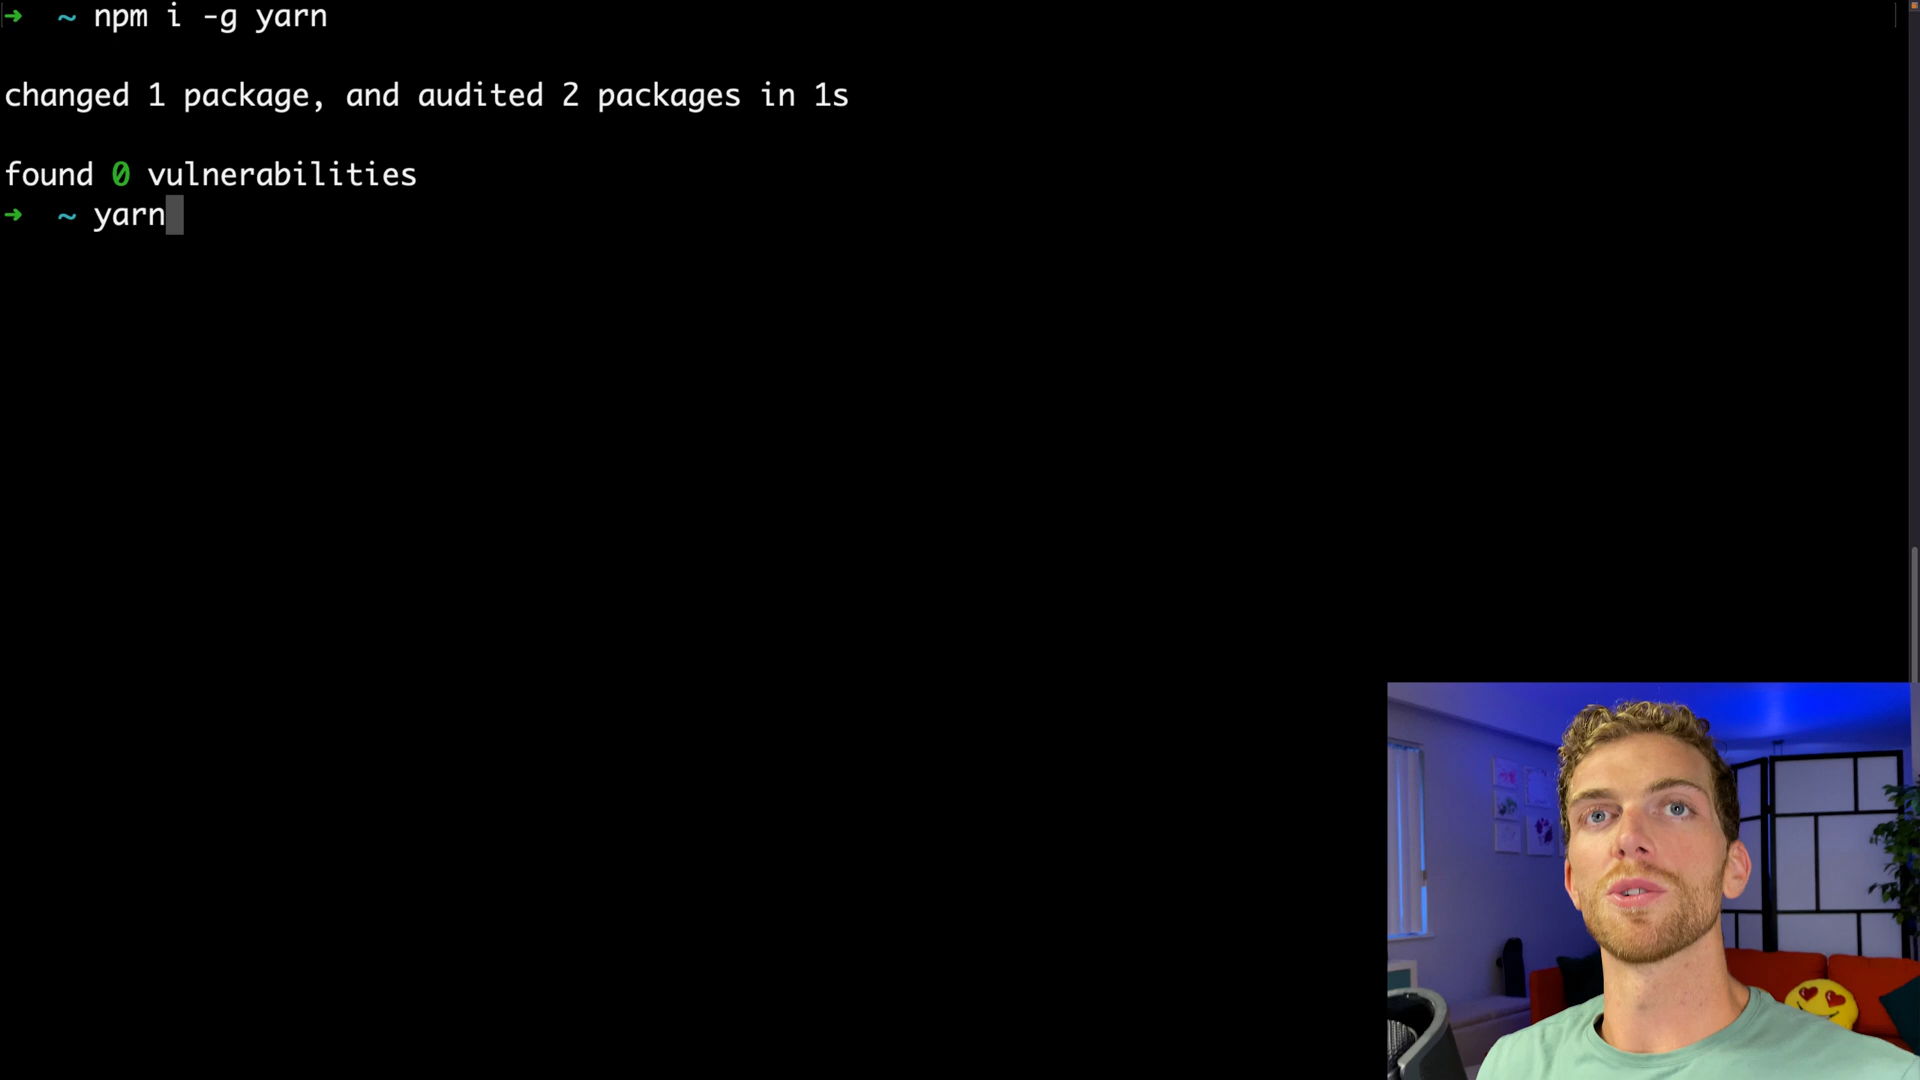 ➜ ~ npm i -g yarn
changed 1 package, and audited 2 packages in 1s
found 0 vulnerabilities
➜ ~ yarn